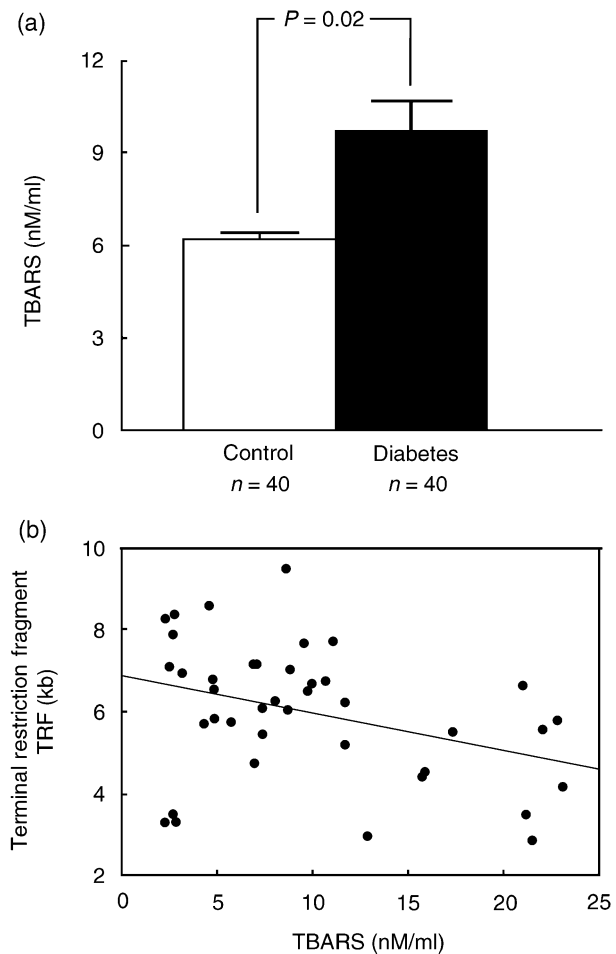 (a)
P = 0.02
12
9
6
3
0
TBARS (nM/ml)
Control
Diabetes
n = 40
n = 40
(b)
10
8
6
4
2
Terminal restriction fragment
TRF (kb)
0
5
10
15
20
25
TBARS (nM/ml)